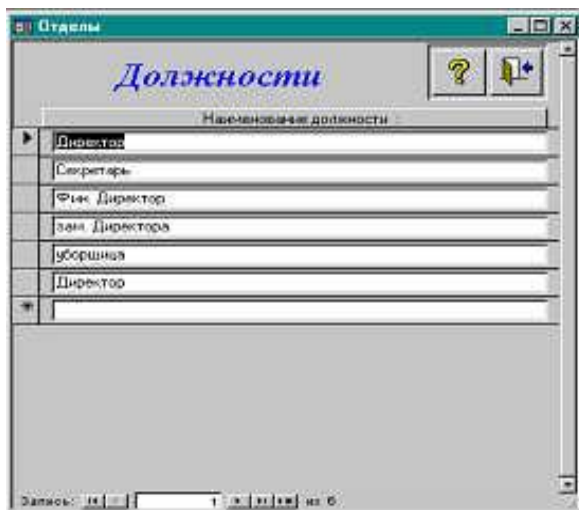 Отделы
Должности
Наименование должности :
Директор
Секретарь
Фин. Директор
зам. Директора
уборщица
Директор
Запись: 1 из 6